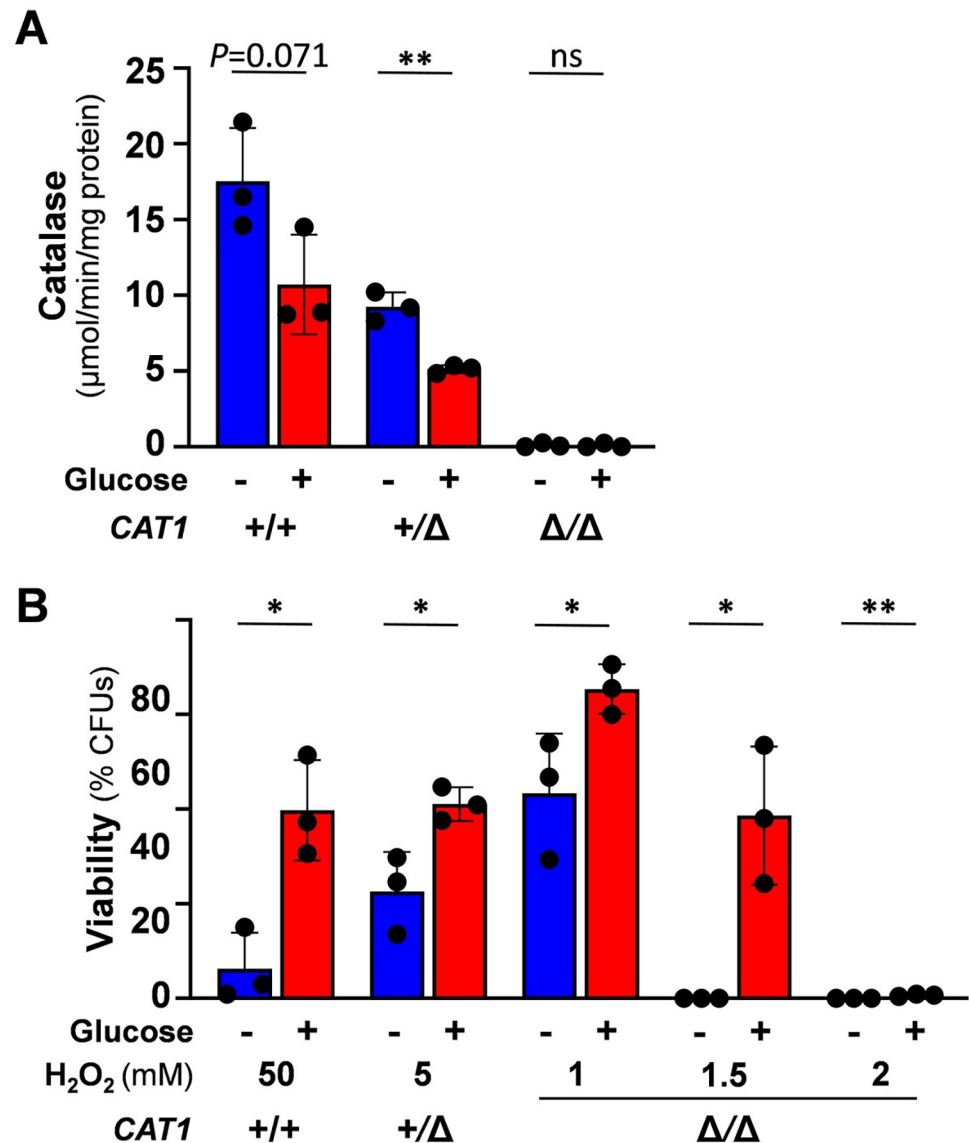 A
P=0.071 ** ns
25
20
15
10
5
0
Catalase
(µmol/min/mg protein)
Glucose - + - + - +
CAT1 +/+ +/Δ Δ/Δ
B
* * * * **
80
60
40
20
0
Viability (% CFUs)
Glucose - + - + - + - + - +
H₂O₂ (mM) 50 5 1 1.5 2
CAT1 +/+ +/Δ Δ/Δ